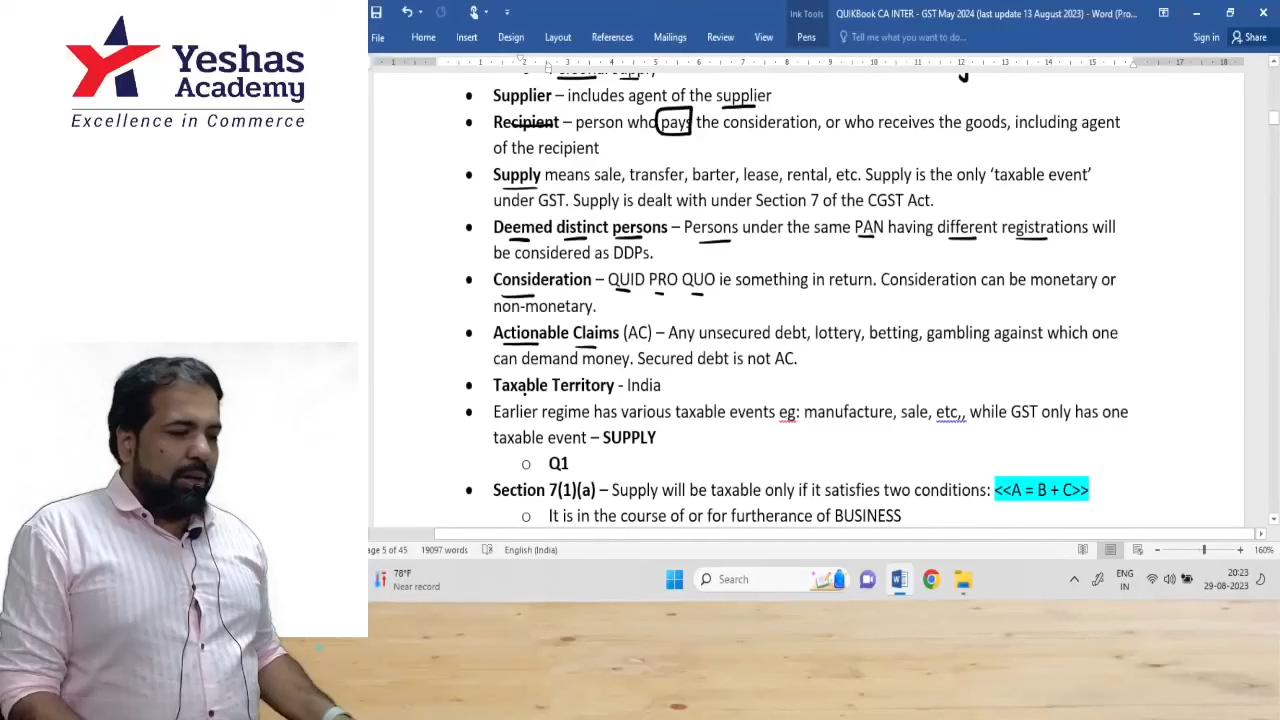 Yeshas
Academy
Excellence in Commerce
Ink Tools
QUIKBook CA INTER - GST May 2024 (last update 13 August 2023) - Word (Pro...
File Home Insert Design Layout References Mailings Review View Pens Tell me what you want to do... Sign in Share
• Supplier – includes agent of the supplier
• Recipient – person who pays the consideration, or who receives the goods, including agent
of the recipient
• Supply means sale, transfer, barter, lease, rental, etc. Supply is the only ‘taxable event’
under GST. Supply is dealt with under Section 7 of the CGST Act.
• Deemed distinct persons – Persons under the same PAN having different registrations will
be considered as DDPs.
• Consideration – QUID PRO QUO ie something in return. Consideration can be monetary or
non-monetary.
• Actionable Claims (AC) – Any unsecured debt, lottery, betting, gambling against which one
can demand money. Secured debt is not AC.
• Taxable Territory - India
• Earlier regime has various taxable events eg: manufacture, sale, etc,, while GST only has one
taxable event – SUPPLY
o Q1
• Section 7(1)(a) – Supply will be taxable only if it satisfies two conditions: <<A = B + C>>
o It is in the course of or for furtherance of BUSINESS
Page 5 of 45 19097 words English (India) 160%
78°F
Near record
Search
ENG
IN
20:23
29-08-2023